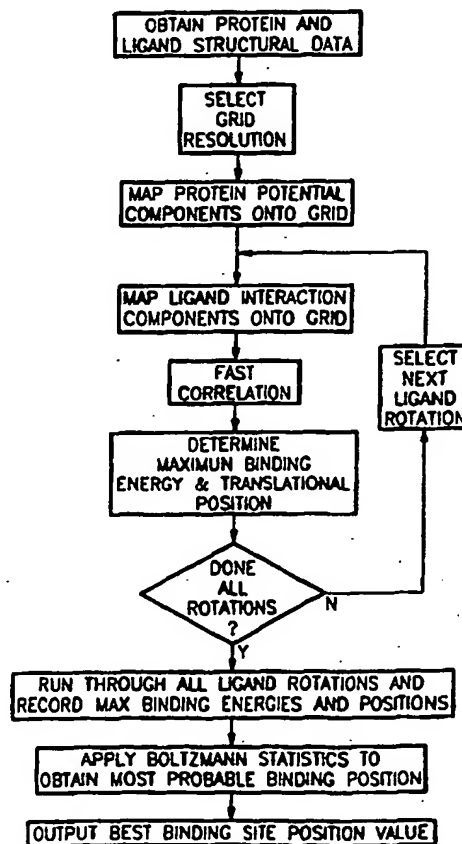 OBTAIN PROTEIN AND
LIGAND STRUCTURAL DATA
SELECT
GRID
RESOLUTION
MAP PROTEIN POTENTIAL
COMPONENTS ONTO GRID
MAP LIGAND INTERACTION
COMPONENTS ONTO GRID
SELECT
NEXT
LIGAND
ROTATION
FAST
CORRELATION
DETERMINE
MAXIMUN BINDING
ENERGY & TRANSLATIONAL
POSITION
DONE
ALL
ROTATIONS
?
N
Y
RUN THROUGH ALL LIGAND ROTATIONS AND
RECORD MAX BINDING ENERGIES AND POSITIONS
APPLY BOLTZMANN STATISTICS TO
OBTAIN MOST PROBABLE BINDING POSITION
OUTPUT BEST BINDING SITE POSITION VALUE